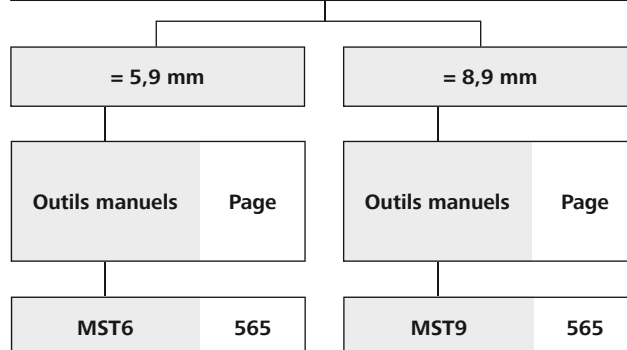 = 5,9 mm
= 8,9 mm
Outils manuels Page
Outils manuels Page
MST6 565
MST9 565